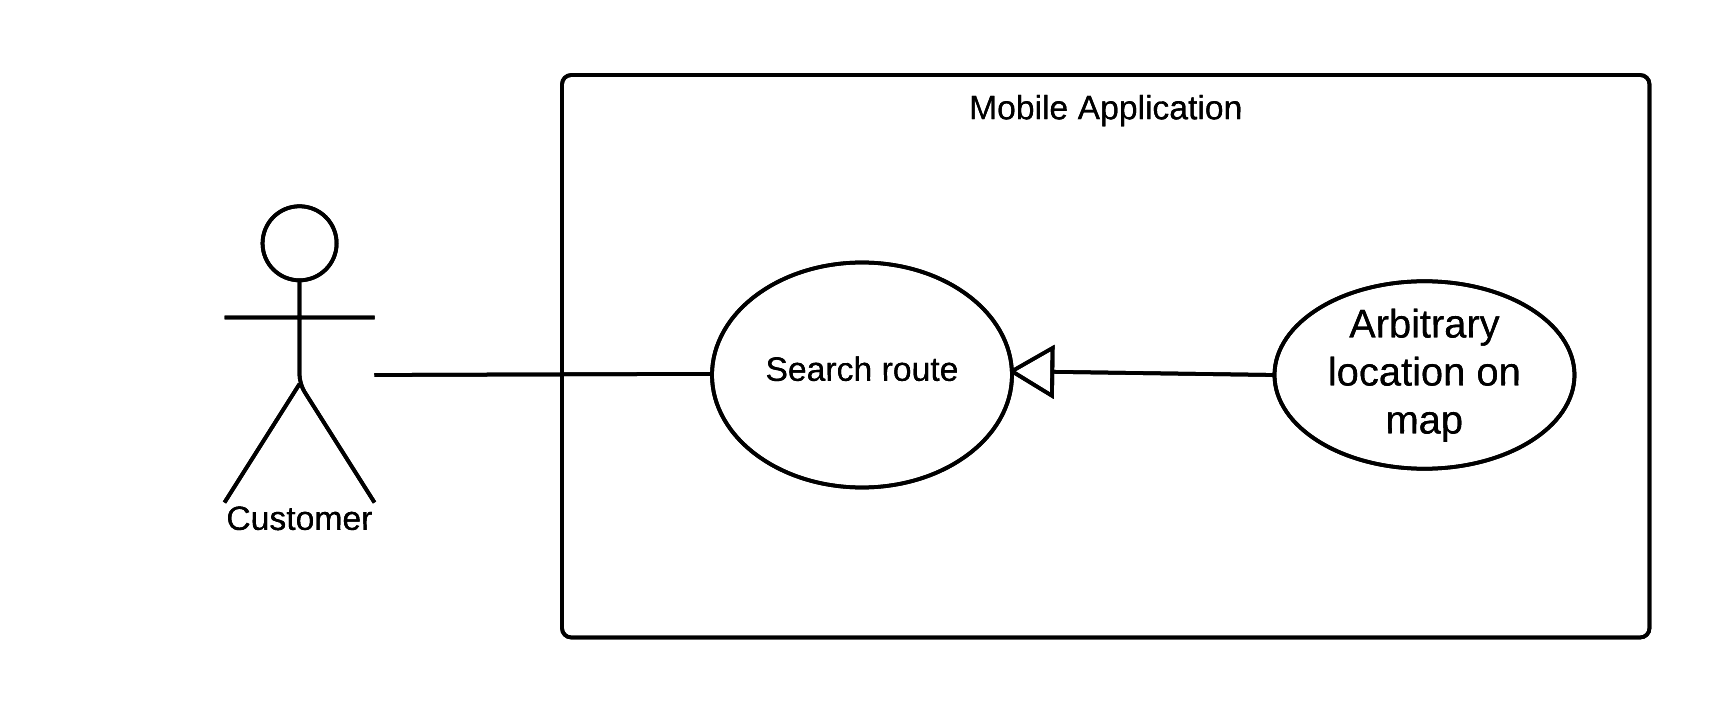 Mobile Application
Customer
Search route
Arbitrary
location on
map